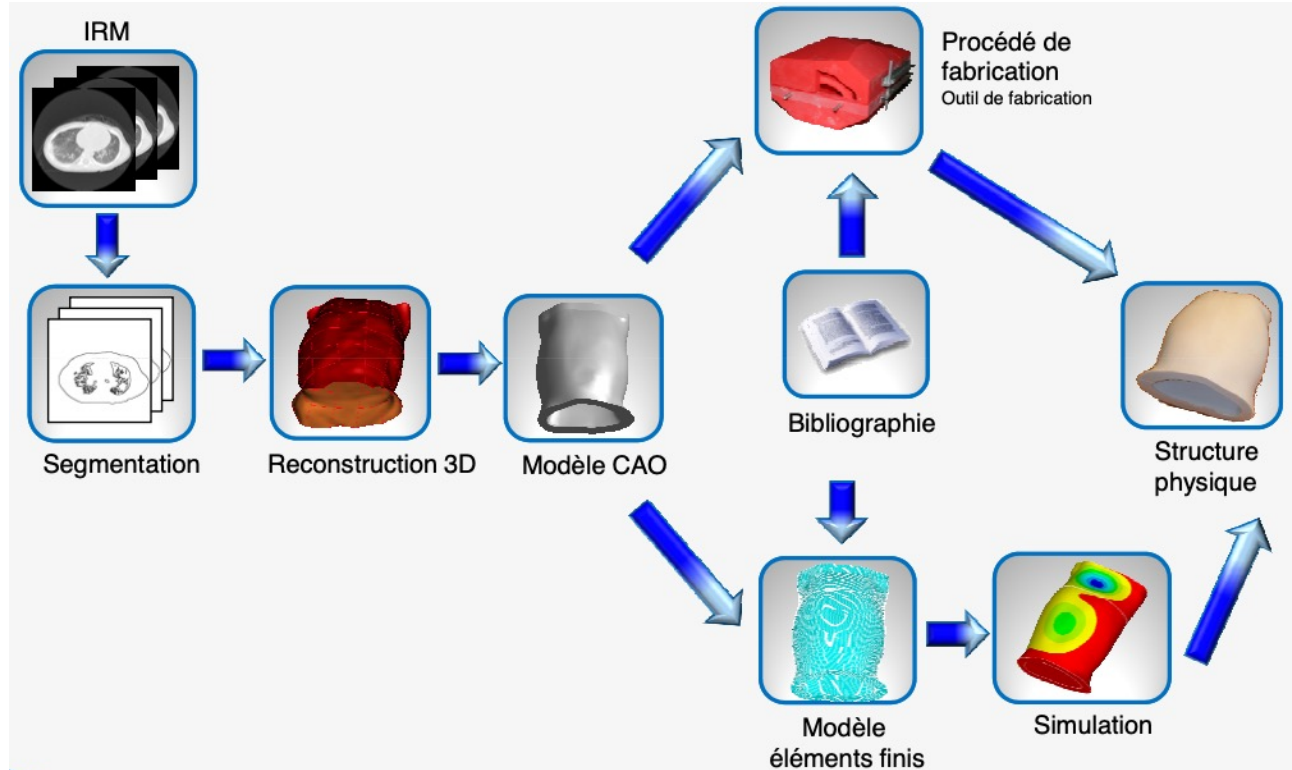 IRM
Procédé de
fabrication
Outil de fabrication
Segmentation
Reconstruction 3D
Modèle CAO
Bibliographie
Structure
physique
Modèle
éléments finis
Simulation